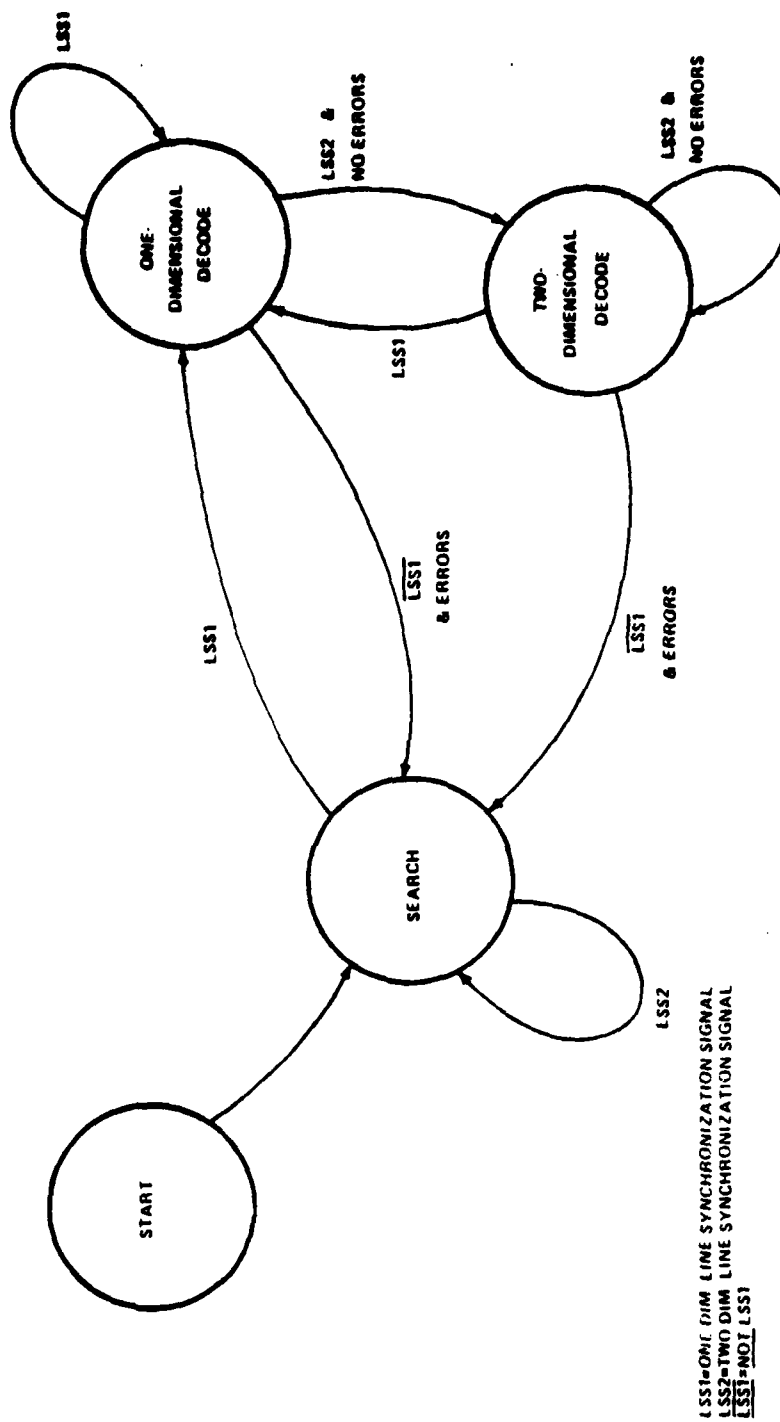 START
SEARCH
LSS2
LSS1
LSS1
& ERRORS
LSS1
& ERRORS
ONE-
DIMENSIONAL
DECODE
LSS1
LSS2 &
NO ERRORS
LSS1
TWO-
DIMENSIONAL
DECODE
LSS2 &
NO ERRORS
LSS1=ONE DIM LINE SYNCHRONIZATION SIGNAL
LSS2=TWO DIM LINE SYNCHRONIZATION SIGNAL
LSS1=NOT LSS1